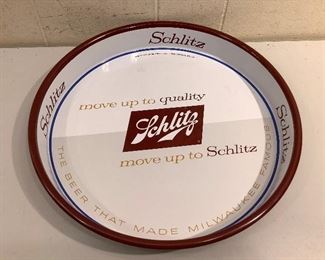 Schlitz
move up to quality
Schlitz
move up to Schlitz
Schlitz
Schlitz
THE BEER THAT MADE MILWAUKEE FAMOUS